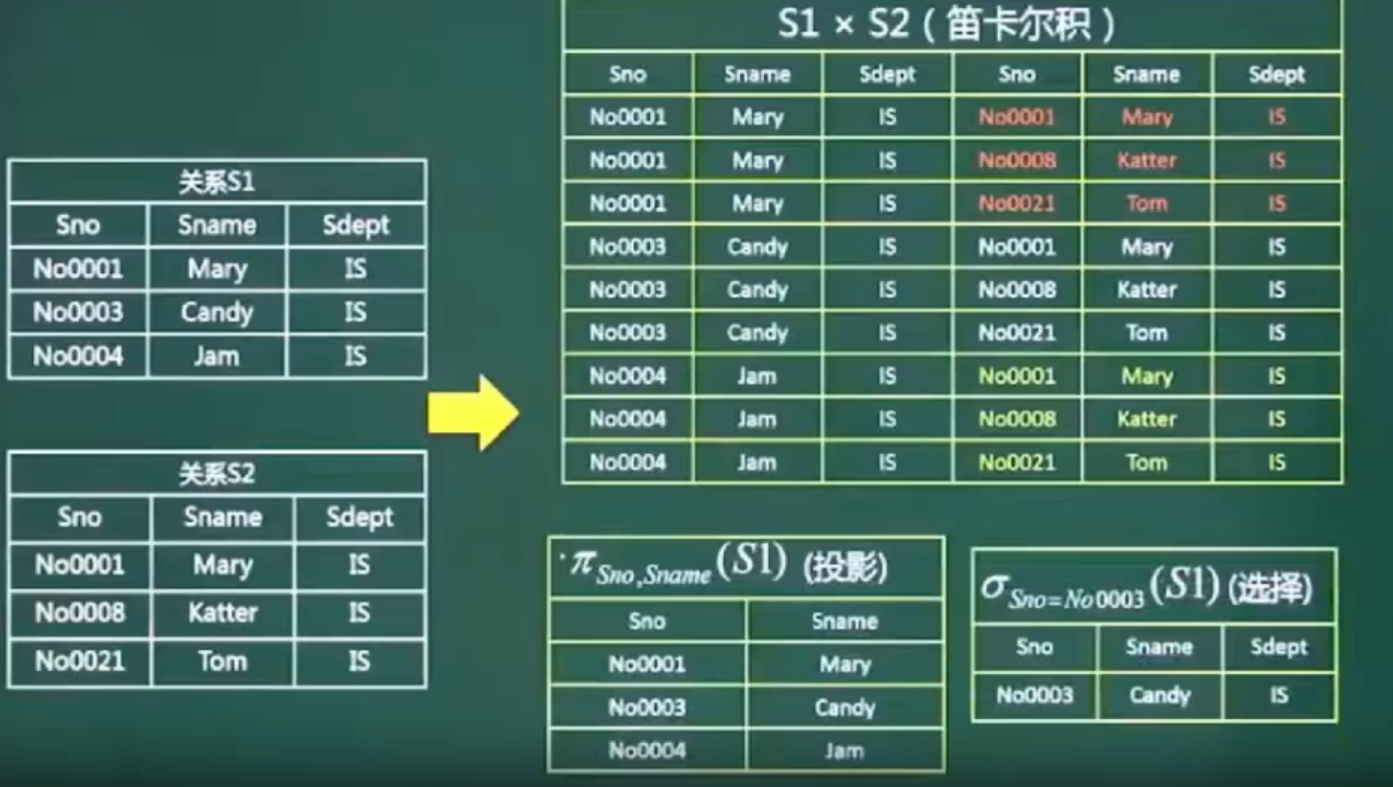 关系S1
Sno Sname Sdept
No0001 Mary IS
No0003 Candy IS
No0004 Jam IS
关系S2
Sno Sname Sdept
No0001 Mary IS
No0008 Katter IS
No0021 Tom IS
S1 × S2 ( 笛卡尔积 )
Sno Sname Sdept Sno Sname Sdept
No0001 Mary IS No0001 Mary IS
No0001 Mary IS No0008 Katter IS
No0001 Mary IS No0021 Tom IS
No0003 Candy IS No0001 Mary IS
No0003 Candy IS No0008 Katter IS
No0003 Candy IS No0021 Tom IS
No0004 Jam IS No0001 Mary IS
No0004 Jam IS No0008 Katter IS
No0004 Jam IS No0021 Tom IS
π Sno,Sname (S1) (投影)
Sno Sname
No0001 Mary
No0003 Candy
No0004 Jam
σ Sno=No0003 (S1) (选择)
Sno Sname Sdept
No0003 Candy IS